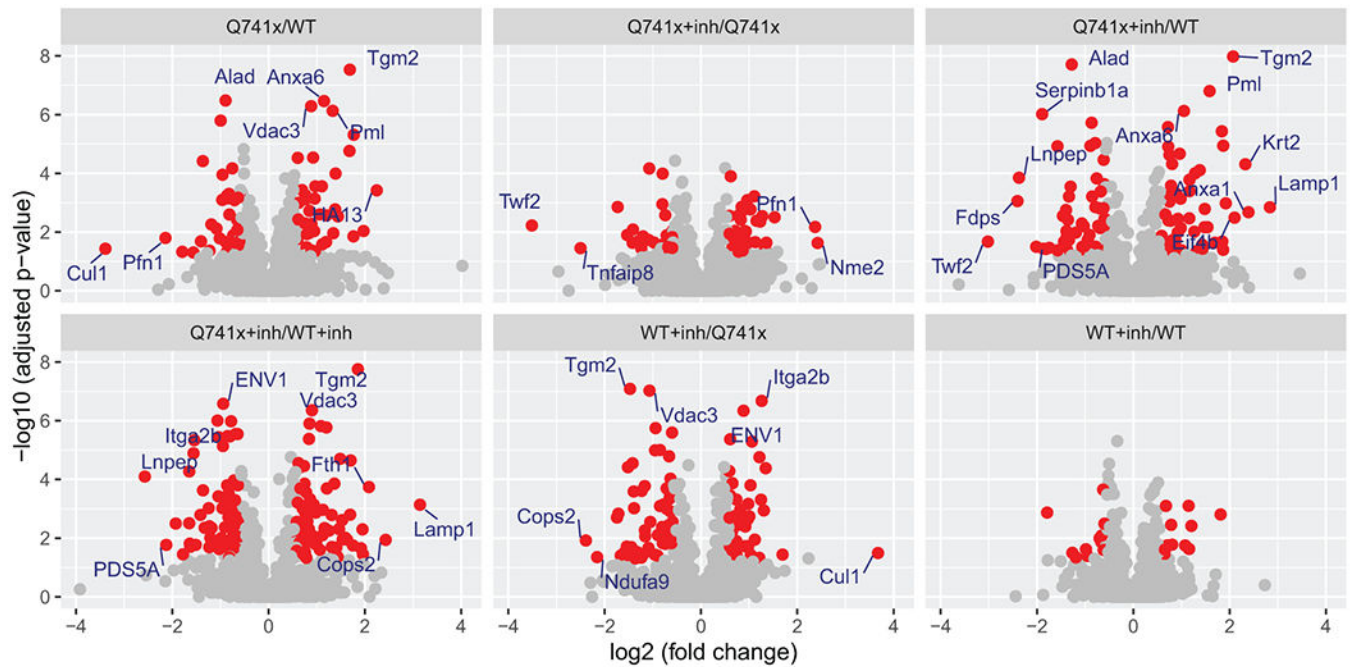 Q741x/WT
Q741x+inh/Q741x
Q741x+inh/WT
8
6
4
2
0
Tgm2
Alad
Anxa6
Vdac3
Pml
HA13
Cul1
Pfn1
Twf2
Tnfaip8
Pfn1
Nme2
Alad
Tgm2
Serpinb1a
Pml
Anxa6
Krt2
Lnpep
Anxa1
Lamp1
Fdps
Eif4b
Twf2
PDS5A
−log10 (adjusted p−value)
Q741x+inh/WT+inh
WT+inh/Q741x
WT+inh/WT
8
6
4
2
0
ENV1
Tgm2
Vdac3
Itga2b
Lnpep
Fth1
Lamp1
PDS5A
Cops2
Tgm2
Itga2b
Vdac3
ENV1
Cops2
Ndufa9
Cul1
−4 −2 0 2 4 −4 −2 0 2 4 −4 −2 0 2 4
log2 (fold change)